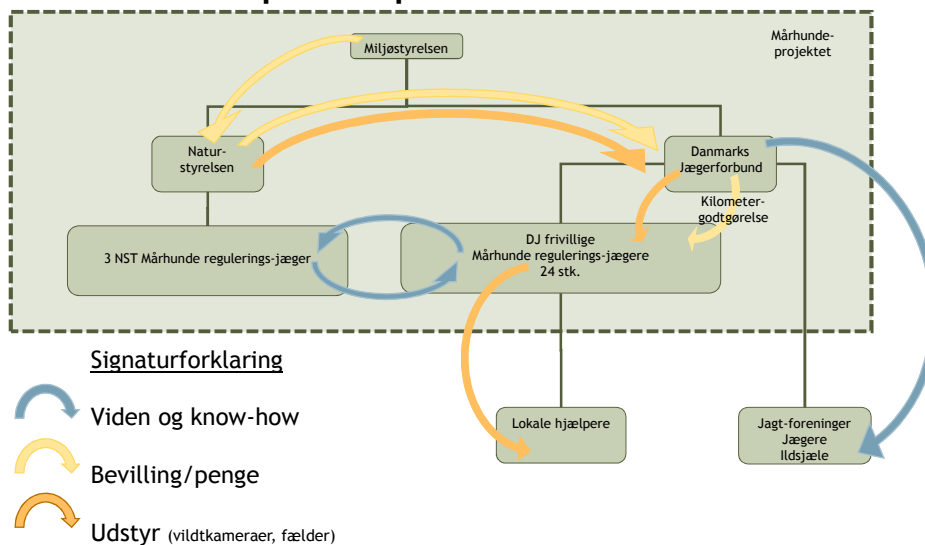 Mårhunde-
projektet
Miljøstyrelsen
Natur-
styrelsen
Danmarks
Jægerforbund
Kilometer-
godtgørelse
3 NST Mårhunde regulerings-jæger
DJ frivillige
Mårhunde regulerings-jægere
24 stk.
Signaturforklaring
Viden og know-how
Bevilling/penge
Udstyr (vildtkameraer, fælder)
Lokale hjælpere
Jagt-foreninger
Jægere
Ildsjæle